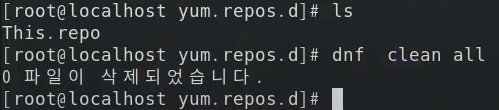 [root@localhost yum.repos.d]# ls
This.repo
[root@localhost yum.repos.d]# dnf  clean all
0 파일이 삭제되었습니다.
[root@localhost yum.repos.d]#